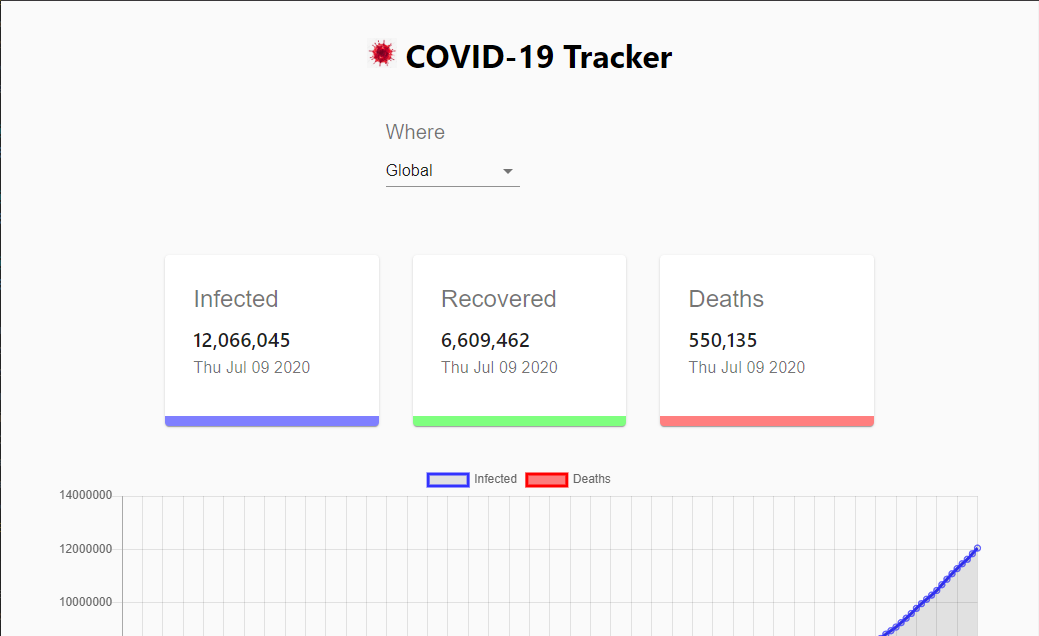 COVID-19 Tracker
Where
Global
Infected
12,066,045
Thu Jul 09 2020
Recovered
6,609,462
Thu Jul 09 2020
Deaths
550,135
Thu Jul 09 2020
Infected Deaths
14000000
12000000
10000000